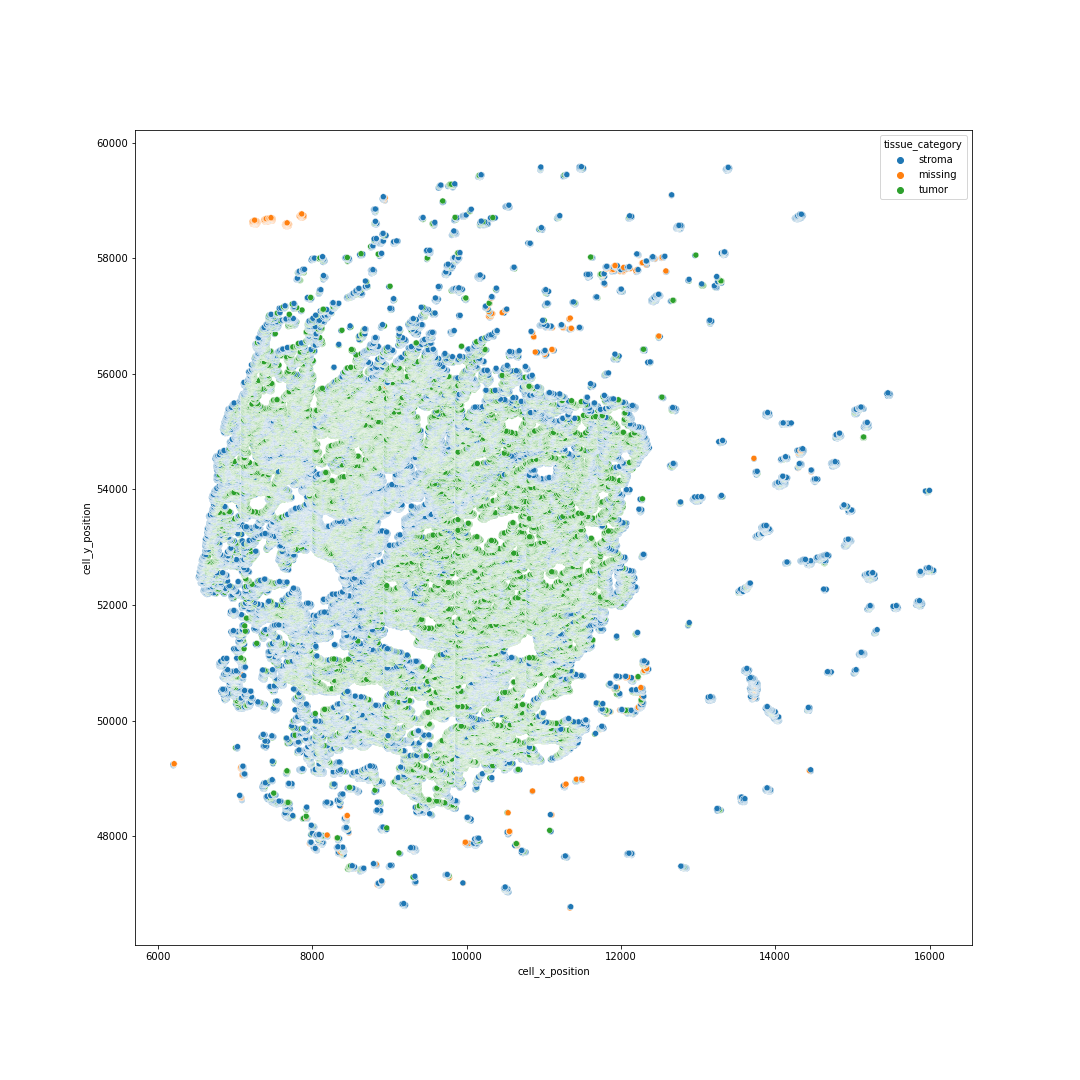 tissue_category
stroma
missing
tumor
60000
58000
56000
54000
52000
50000
48000
cell_y_position
6000 8000 10000 12000 14000 16000
cell_x_position